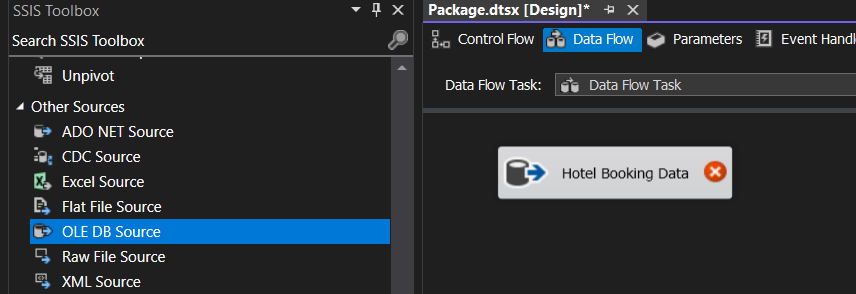 SSIS Toolbox
Search SSIS Toolbox
Unpivot
Other Sources
ADO NET Source
CDC Source
Excel Source
Flat File Source
OLE DB Source
Raw File Source
XML Source
Package.dtsx [Design]*
Control Flow
Data Flow
Parameters
Event Handl
Data Flow Task:
Data Flow Task
Hotel Booking Data